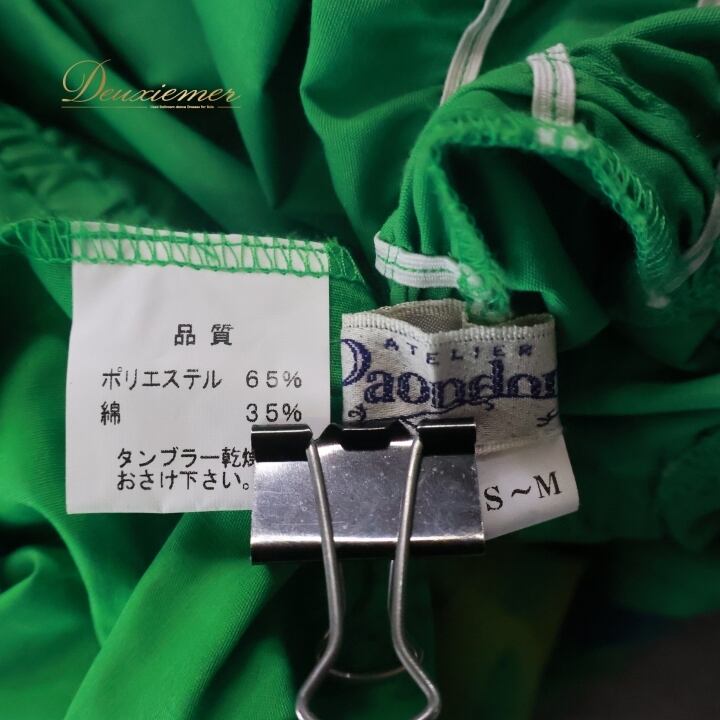 Deuxiemer
品質
ポリエステル 65%
綿 35%
タンブラー乾燥
おさけ下さい。
ATELIER
S～M